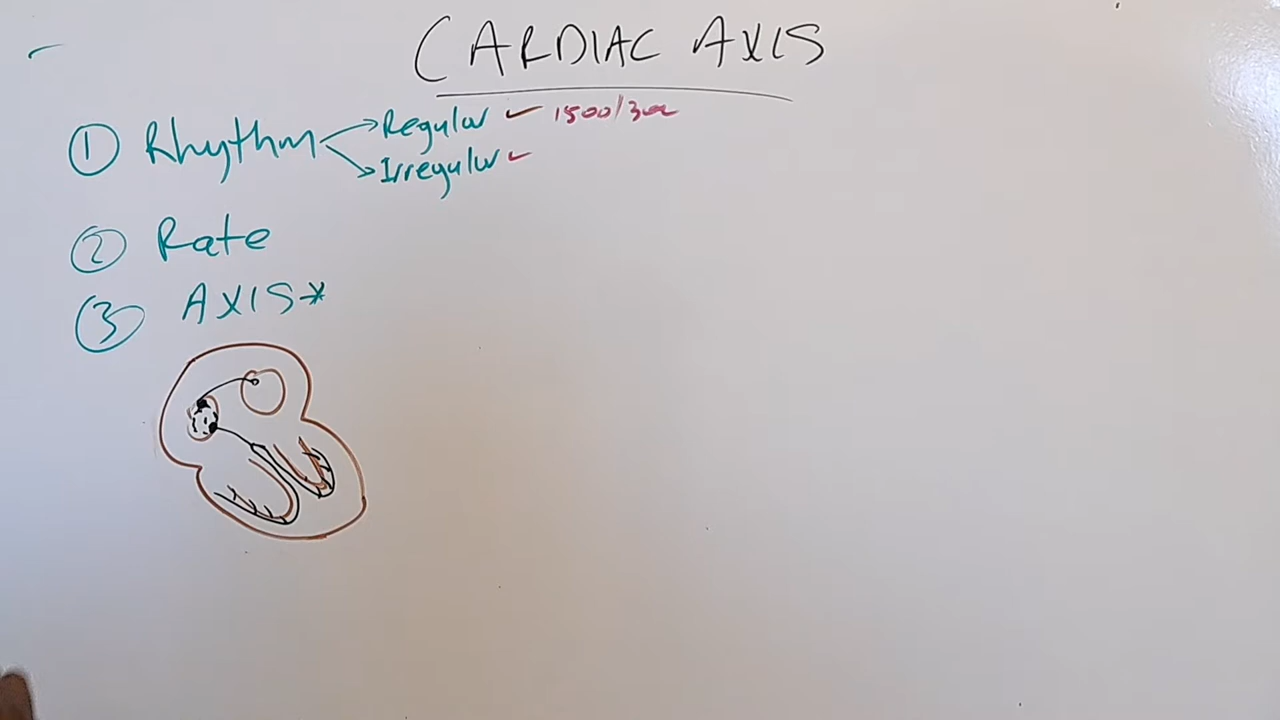 CARDIAC AXIS
① Rhythm → Regular ✓ 1500/300
→ Irregular ✓
② Rate
③ AXIS*